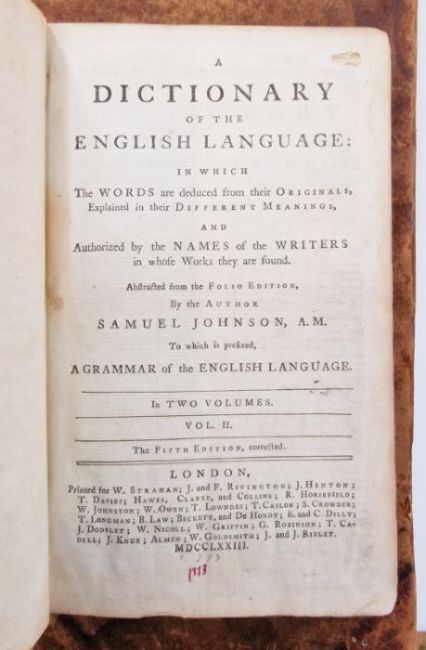 A
DICTIONARY
OF THE
ENGLISH LANGUAGE:
IN WHICH
The WORDS are deduced from their ORIGINALS,
Explained in their DIFFERENT MEANINGS,
AND
Authorized by the NAMES of the WRITERS
in whose Works they are found.
Abstracted from the FOLIO EDITION,
By the AUTHOR
SAMUEL JOHNSON, A.M.
To which is prefixed,
A GRAMMAR of the ENGLISH LANGUAGE.
In TWO VOLUMES.
VOL. II.
The FIFTH EDITION, corrected.
LONDON,
Printed for W. STRAHAN; J. and F. RIVINGTON; J. HINTON;
T. DAVIES; HAWES, CLARKE, and COLLINS; R. HORSEFIELD;
W. JOHNSTON; W. OWEN; T. LOWNDES; T. CASLON; S. CROWDER;
T. LONGMAN; B. LAW; BECKETT, and DE HONDT; E. and C. DILLY;
J. DODSLEY; W. NICOLL; W. GRIFFIN; G. ROBINSON; T. CA-
DELL; J. KNOX; ALMON; W. GOLDSMITH; J. and J. RIDLEY.
MDCCLXXIII.
1773